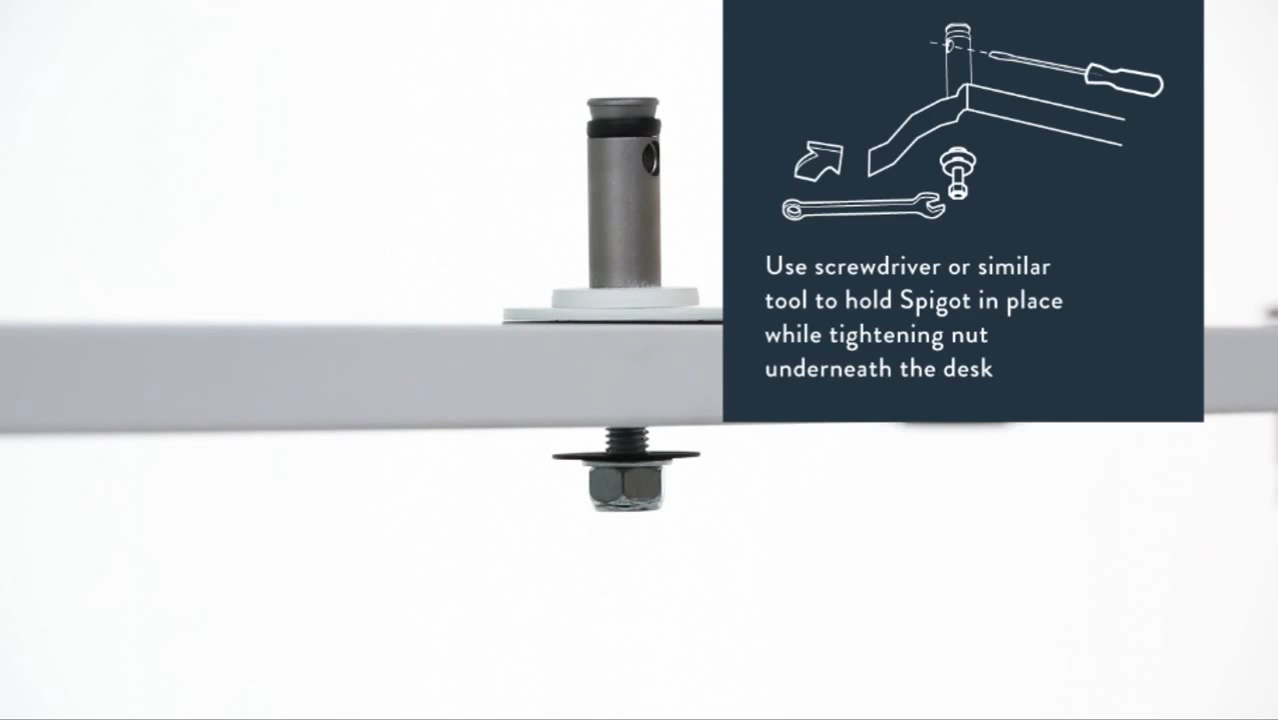 Use screwdriver or similar
tool to hold Spigot in place
while tightening nut
underneath the desk